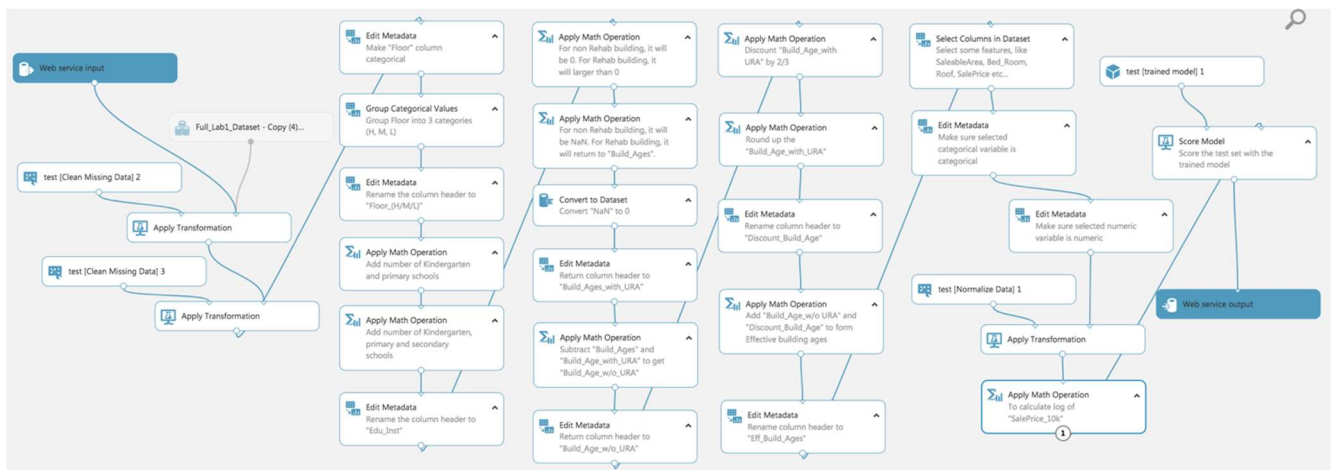 Web service input
Full_Lab1_Dataset - Copy (4)...
test [Clean Missing Data] 2
Apply Transformation
test [Clean Missing Data] 3
Apply Transformation
Edit Metadata
Make "Floor" column
categorical
Group Categorical Values
Group Floor into 3 categories
(H, M, L)
Edit Metadata
Rename the column header to
"Floor_(H/M/L)"
Apply Math Operation
Add number of Kindergarten
and primary schools
Apply Math Operation
Add number of Kindergarten,
primary and secondary
schools
Edit Metadata
Rename the column header to
"Edu_Inst"
Apply Math Operation
For non Rehab building, it will
be 0. For Rehab building, it
will larger than 0
Apply Math Operation
For non Rehab building, it will
be NaN. For Rehab building, it
will return to "Build_Ages".
Convert to Dataset
Convert "NaN" to 0
Edit Metadata
Return column header to
"Build_Ages_with_URA"
Apply Math Operation
Subtract "Build_Ages" and
"Build_Age_with_URA" to get
"Build_Age_w/o_URA"
Edit Metadata
Return column header to
"Build_Age_w/o_URA"
Apply Math Operation
Discount "Build_Age_with
URA" by 2/3
Apply Math Operation
Round up the
"Build_Age_with_URA"
Edit Metadata
Rename column header to
"Discount_Build_Age"
Apply Math Operation
Add "Build_Age_w/o URA" and
"Discount_Build_Age" to form
Effective building ages
Edit Metadata
Rename column header to
"Eff_Build_Ages"
Select Columns in Dataset
Select some features, like
SaleableArea, Bed_Room,
Roof, SalePrice etc...
Edit Metadata
Make sure selected
categorical variable is
categorical
Edit Metadata
Make sure selected numeric
variable is numeric
test [Normalize Data] 1
Apply Transformation
Apply Math Operation
To calculate log of
"SalePrice_10k"
1
test [trained model] 1
Score Model
Score the test set with the
trained model
Web service output